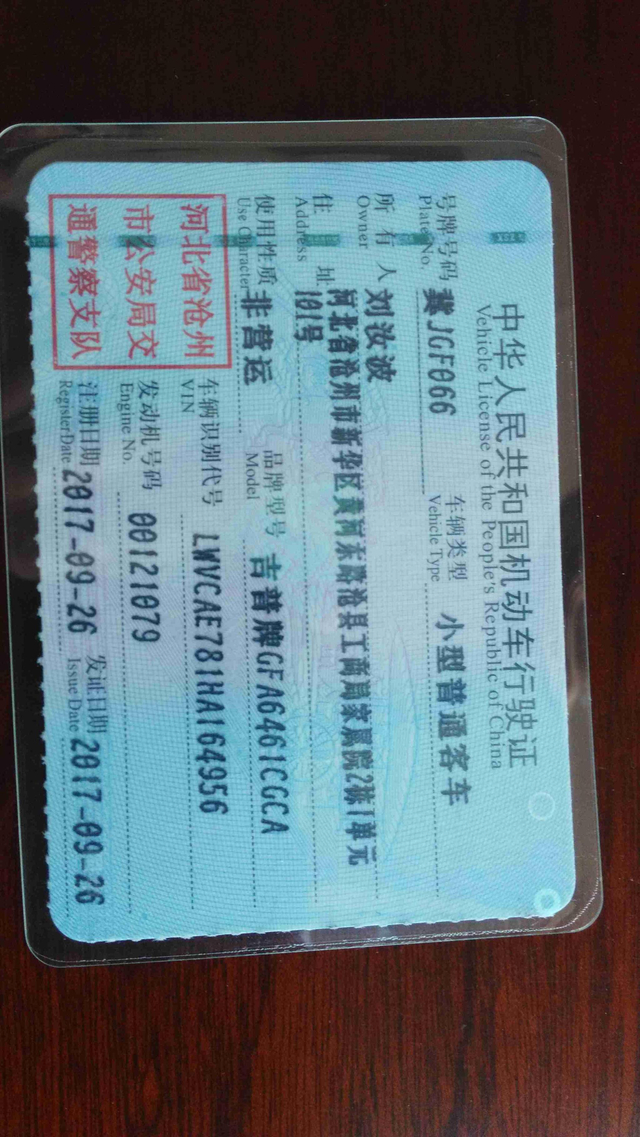 中华人民共和国机动车行驶证
Vehicle License of the People's Republic of China
号牌号码 冀JGF066 车辆类型 小型普通客车
Plate No. Vehicle Type
所有人 刘汝波
Owner
住址 河北省沧州市新华区黄河东路沧县工商局家属院2栋1单元
Address 101号
使用性质 非营运 品牌型号 吉普牌GFA6461CGCA
Use Character Model
河北省沧州
市公安局交
通警察支队
车辆识别代号 LWVCAE781HA164956
VIN
发动机号码 00121079
Engine No.
注册日期 2017-09-26 发证日期 2017-09-26
Register Date Issue Date